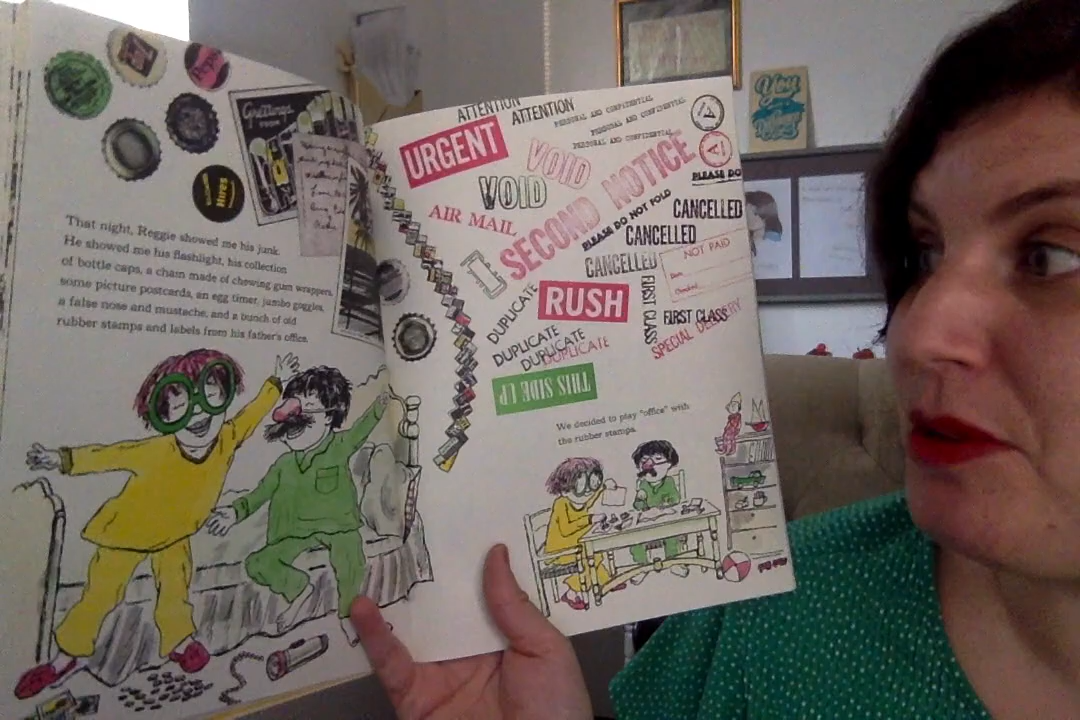 Pepsi
Hires
Greetings
FROM
That night, Reggie showed me his junk.
He showed me his flashlight, his collection
of bottle caps, a chain made of chewing gum wrappers,
some picture postcards, an egg timer, jumbo goggles,
a false nose and mustache, and a bunch of old
rubber stamps and labels from his father's office.
ATTENTION
ATTENTION
PERSONAL AND CONFIDENTIAL
PERSONAL AND CONFIDENTIAL
PERSONAL AND CONFIDENTIAL
URGENT
VOID
VOID
AIR MAIL
SECOND NOTICE
PLEASE DO
PLEASE DO NOT FOLD
CANCELLED
CANCELLED
CANCELLED
NOT PAID
RUSH
FIRST CLASS
FIRST CLASS
SPECIAL DELIVERY
DUPLICATE
DUPLICATE
DUPLICATE
DUPLICATE
THIS SIDE UP
We decided to play "office" with
the rubber stamps.
You